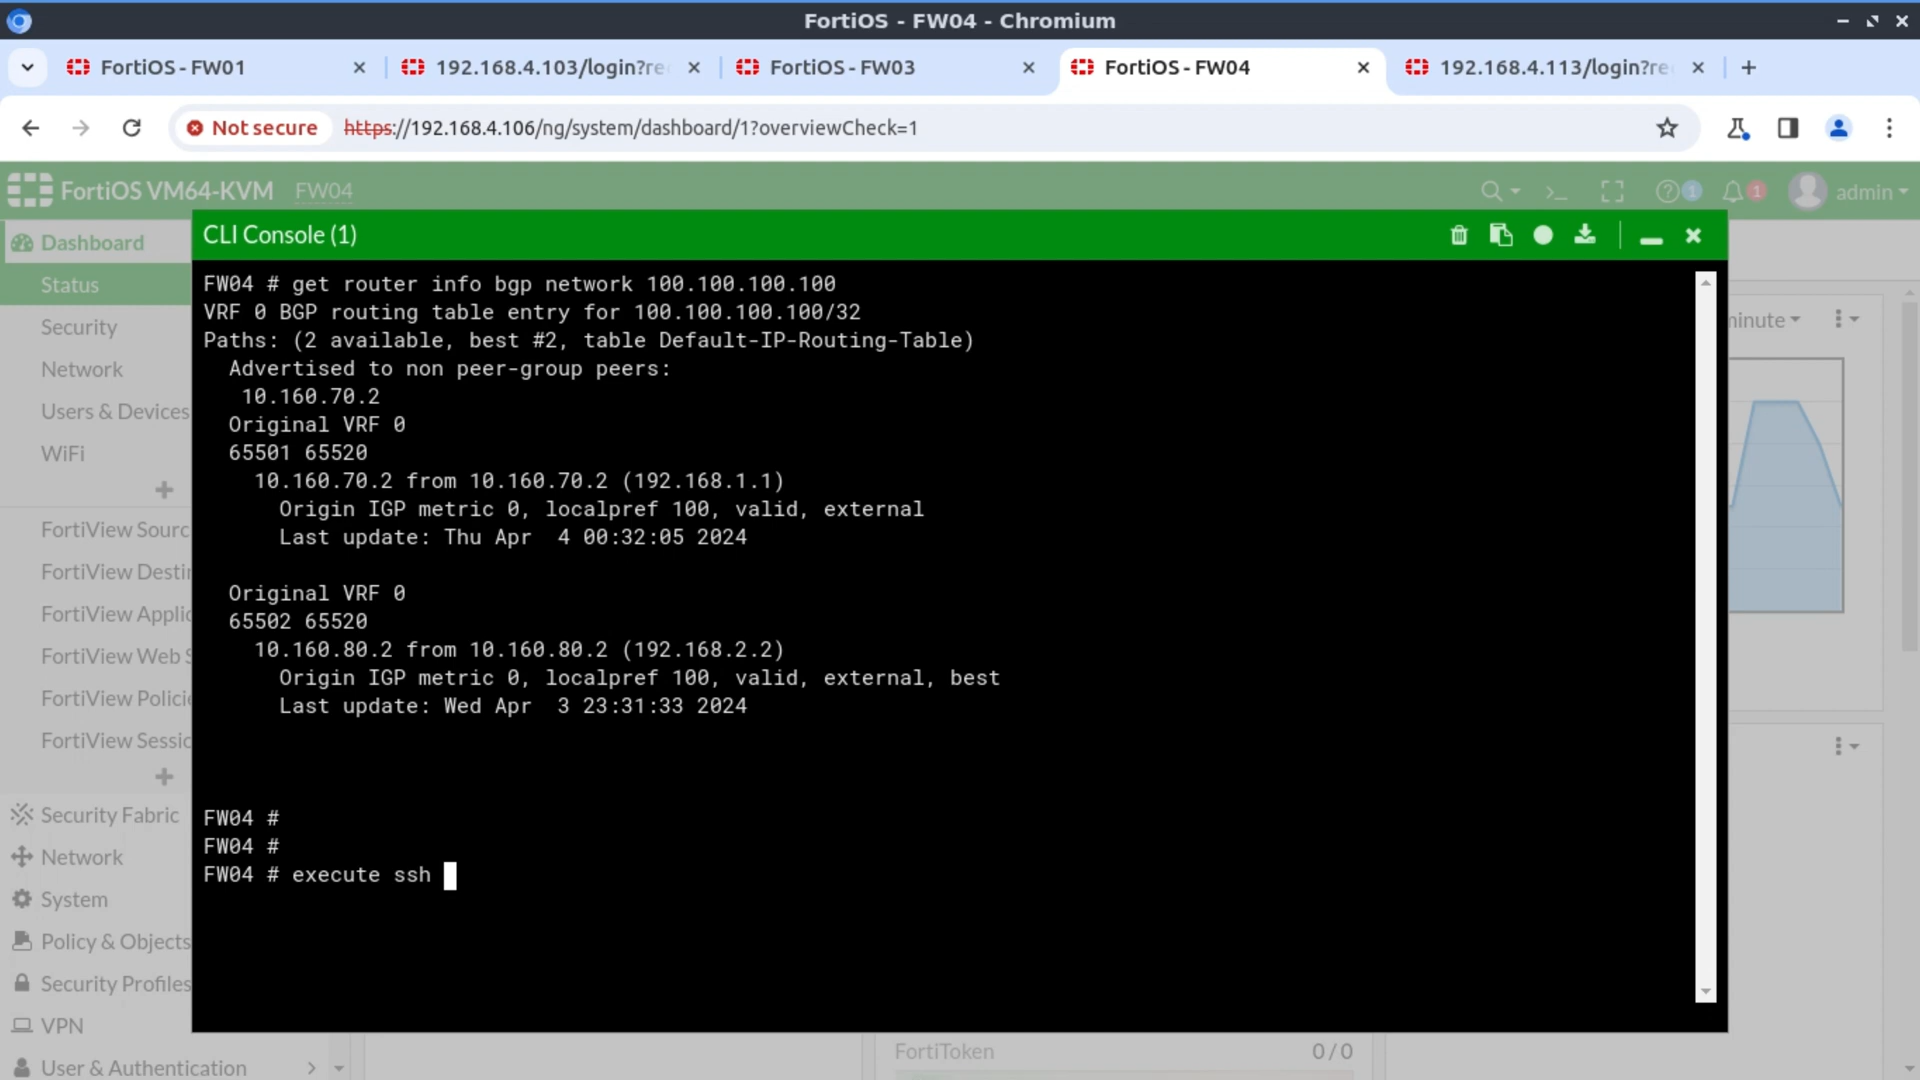 FortiOS - FW04 - Chromium
FortiOS - FW01
192.168.4.103/login?re
FortiOS - FW03
FortiOS - FW04
192.168.4.113/login?re
Not secure
https://192.168.4.106/ng/system/dashboard/1?overviewCheck=1
FortiOS VM64-KVM
FW04
>_
1
1
admin
Dashboard
Status
Security
Network
Users & Devices
WiFi
FortiView Sourc
FortiView Destin
FortiView Applic
FortiView Web S
FortiView Policie
FortiView Sessic
Security Fabric
Network
System
Policy & Objects
Security Profiles
VPN
User & Authentication
CLI Console (1)
FW04 # get router info bgp network 100.100.100.100
VRF 0 BGP routing table entry for 100.100.100.100/32
Paths: (2 available, best #2, table Default-IP-Routing-Table)
Advertised to non peer-group peers:
10.160.70.2
Original VRF 0
65501 65520
10.160.70.2 from 10.160.70.2 (192.168.1.1)
Origin IGP metric 0, localpref 100, valid, external
Last update: Thu Apr  4 00:32:05 2024
Original VRF 0
65502 65520
10.160.80.2 from 10.160.80.2 (192.168.2.2)
Origin IGP metric 0, localpref 100, valid, external, best
Last update: Wed Apr  3 23:31:33 2024
FW04 #
FW04 #
FW04 # execute ssh
minute
FortiToken
0/0